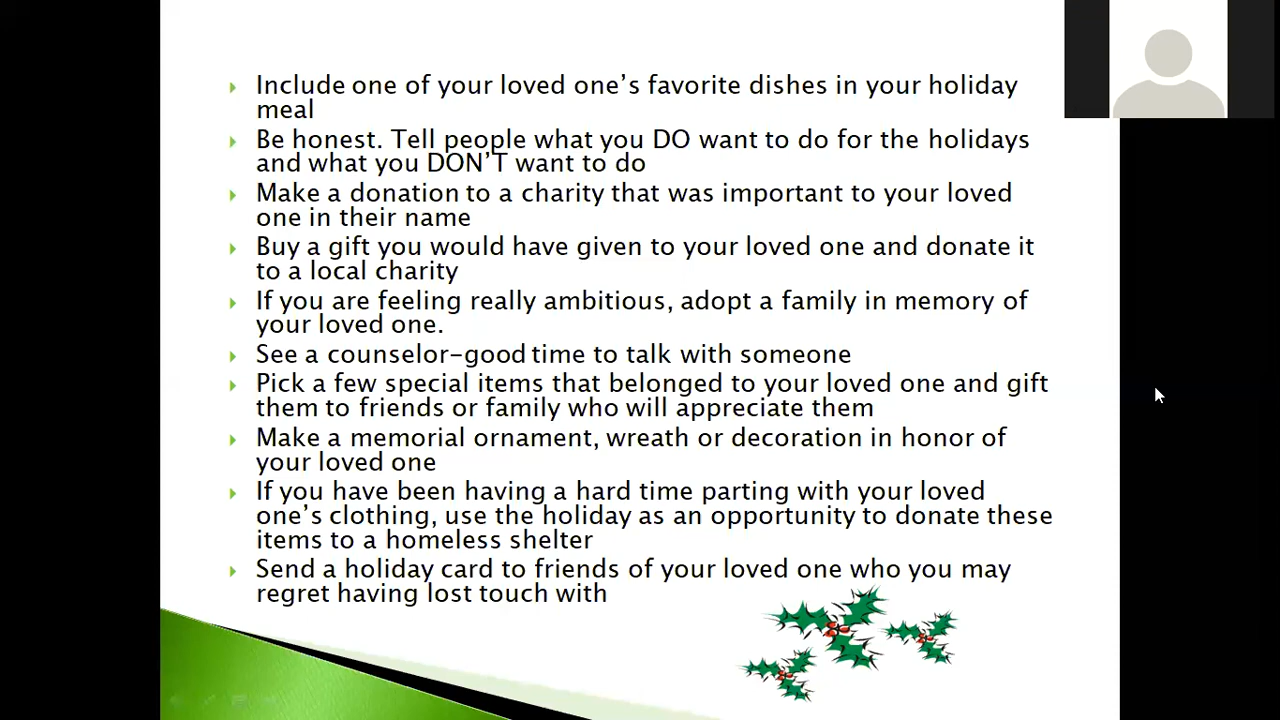 Include one of your loved one's favorite dishes in your holiday
meal
Be honest. Tell people what you DO want to do for the holidays
and what you DON'T want to do
Make a donation to a charity that was important to your loved
one in their name
Buy a gift you would have given to your loved one and donate it
to a local charity
If you are feeling really ambitious, adopt a family in memory of
your loved one.
See a counselor–good time to talk with someone
Pick a few special items that belonged to your loved one and gift
them to friends or family who will appreciate them
Make a memorial ornament, wreath or decoration in honor of
your loved one
If you have been having a hard time parting with your loved
one's clothing, use the holiday as an opportunity to donate these
items to a homeless shelter
Send a holiday card to friends of your loved one who you may
regret having lost touch with